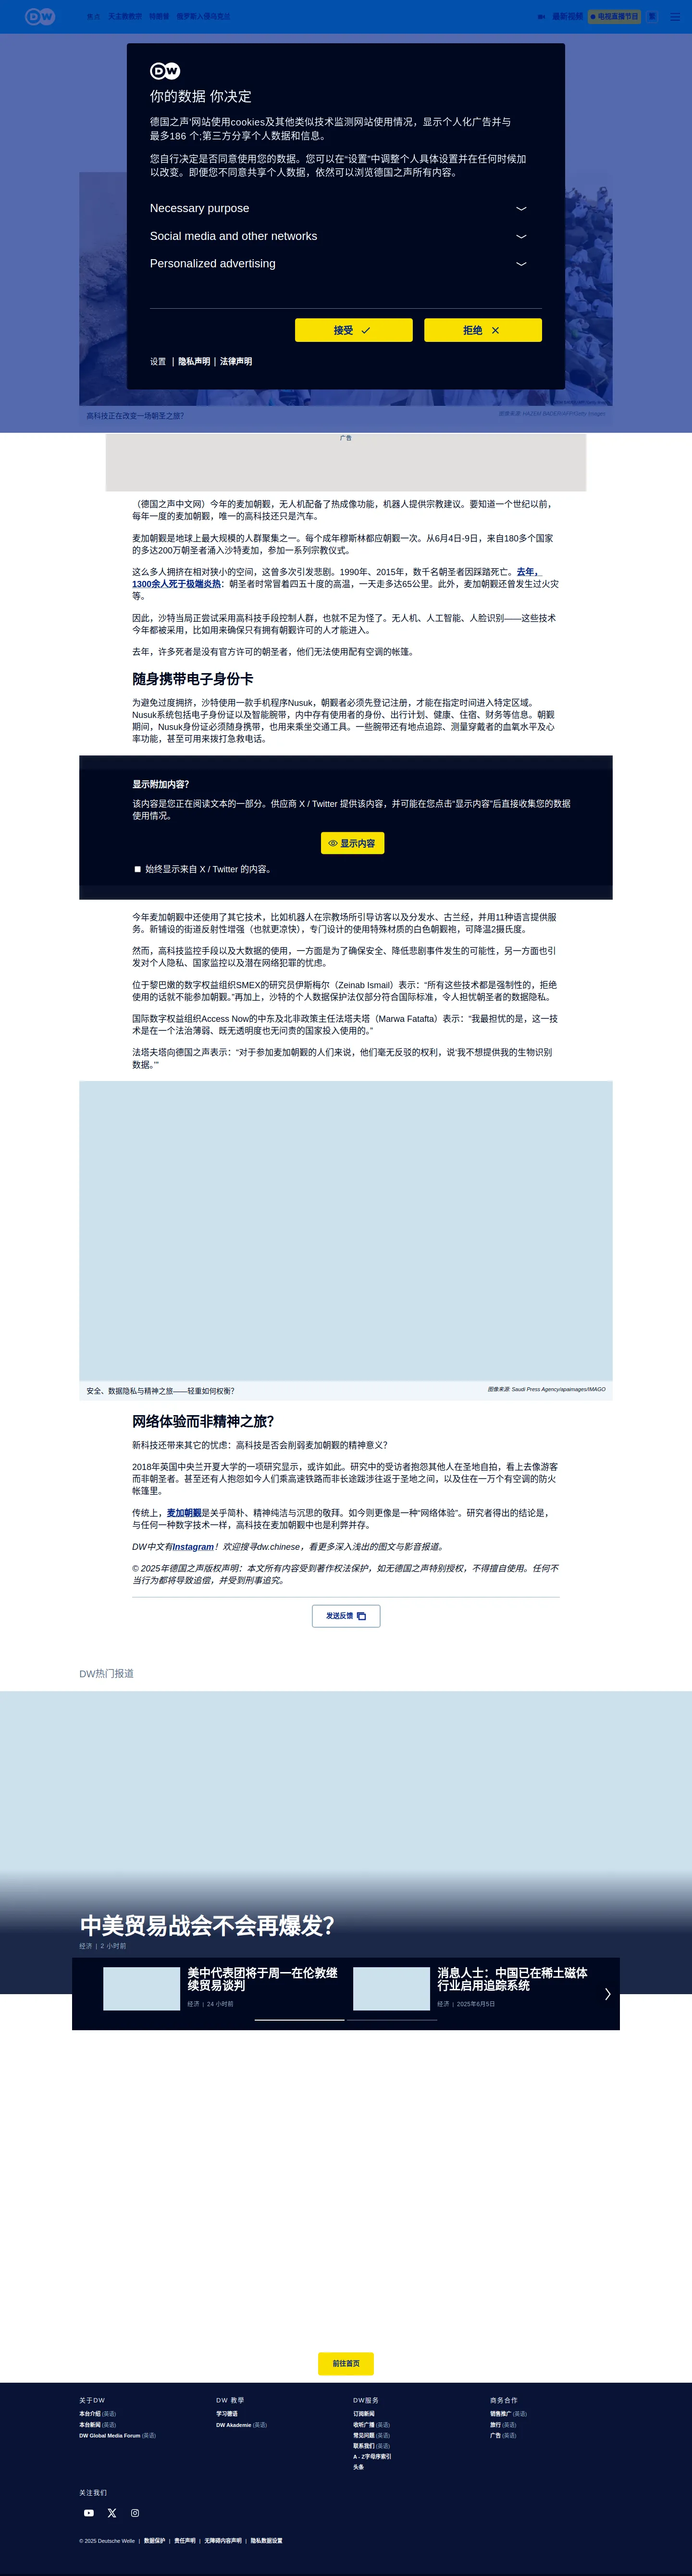 DW
焦点
天主教教宗
俄罗斯入侵乌克兰
最新视频
电视直播节目
繁
DW
你的数据 你决定
德国之声'网站使用cookies及其他类似技术监测网站使用情况，显示个人化广告并与
最多186 个;第三方分享个人数据和信息。
您自行决定是否同意使用您的数据。您可以在"设置"中调整个人具体设置并在任何时候加
以改变。即便您不同意共享个人数据，依然可以浏览德国之声所有内容。
Necessary purpose
Social media and other networks
Personalized advertising
接受
拒绝
设置 | 隐私声明 | 法律声明
高科技正在改变一场朝圣之旅？
图像来源: HAZEM BADER/AFP/Getty Images
广告
（德国之声中文网）今年的麦加朝觐，无人机配备了热成像功能，机器人提供宗教建议。要知道一个世纪以前，
每年一度的麦加朝觐，唯一的高科技还只是汽车。
麦加朝觐是地球上最大规模的人群聚集之一。每个成年穆斯林都应朝觐一次。从6月4日-9日，来自180多个国家
的多达200万朝圣者涌入沙特麦加，参加一系列宗教仪式。
这么多人拥挤在相对狭小的空间，这曾多次引发悲剧。1990年、2015年，数千名朝圣者因踩踏死亡。去年，
1300余人死于极端炎热：朝圣者时常冒着四五十度的高温，一天走多达65公里。此外，麦加朝觐还曾发生过火灾
等。
因此，沙特当局正尝试采用高科技手段控制人群，也就不足为怪了。无人机、人工智能、人脸识别——这些技术
今年都被采用，比如用来确保只有拥有朝觐许可的人才能进入。
去年，许多死者是没有官方许可的朝圣者，他们无法使用配有空调的帐篷。
随身携带电子身份卡
为避免过度拥挤，沙特使用一款手机程序Nusuk，朝觐者必须先登记注册，才能在指定时间进入特定区域。
Nusuk系统包括电子身份证以及智能腕带，内中存有使用者的身份、出行计划、健康、住宿、财务等信息。朝觐
期间，Nusuk身份证必须随身携带，也用来乘坐交通工具。一些腕带还有地点追踪、测量穿戴者的血氧水平及心
率功能，甚至可用来拨打急救电话。
显示附加内容？
该内容是您正在阅读文本的一部分。供应商 X / Twitter 提供该内容，并可能在您点击"显示内容"后直接收集您的数据
使用情况。
显示内容
始终显示来自 X / Twitter 的内容。
今年麦加朝觐中还使用了其它技术，比如机器人在宗教场所引导访客以及分发水、古兰经，并用11种语言提供服
务。新铺设的街道反射性增强（也就更凉快），专门设计的使用特殊材质的白色朝觐袍，可降温2摄氏度。
然而，高科技监控手段以及大数据的使用，一方面是为了确保安全、降低悲剧事件发生的可能性，另一方面也引
发对个人隐私、国家监控以及潜在网络犯罪的忧虑。
位于黎巴嫩的数字权益组织SMEX的研究员伊斯梅尔（Zeinab Ismail）表示："所有这些技术都是强制性的，拒绝
使用的话就不能参加朝觐。"再加上，沙特的个人数据保护法仅部分符合国际标准，令人担忧朝圣者的数据隐私。
国际数字权益组织Access Now的中东及北非政策主任法塔夫塔（Marwa Fatafta）表示："我最担忧的是，这一技
术是在一个法治薄弱、既无透明度也无问责的国家投入使用的。"
法塔夫塔向德国之声表示："对于参加麦加朝觐的人们来说，他们毫无反驳的权利，说'我不想提供我的生物识别
数据。'"
安全、数据隐私与精神之旅——轻重如何权衡？
图像来源: Saudi Press Agency/apaimages/IMAGO
网络体验而非精神之旅？
新科技还带来其它的忧虑：高科技是否会削弱麦加朝觐的精神意义？
2018年英国中央兰开夏大学的一项研究显示，或许如此。研究中的受访者抱怨其他人在圣地自拍，看上去像游客
而非朝圣者。甚至还有人抱怨如今人们乘高速铁路而非长途跋涉往返于圣地之间，以及住在一万个有空调的防火
帐篷里。
传统上，麦加朝觐是关乎简朴、精神纯洁与沉思的敬拜。如今则更像是一种"网络体验"。研究者得出的结论是，
与任何一种数字技术一样，高科技在麦加朝觐中也是利弊并存。
DW中文有Instagram！欢迎搜寻dw.chinese，看更多深入浅出的图文与影音报道。
© 2025年德国之声版权声明：本文所有内容受到著作权法保护，如无德国之声特别授权，不得擅自使用。任何不
当行为都将导致追偿，并受到刑事追究。
发送反馈
DW热门报道
中美贸易战会不会再爆发？
经济 | 2 小时前
美中代表团将于周一在伦敦继
续贸易谈判
经济 | 24 小时前
消息人士：中国已在稀土磁体
行业启用追踪系统
经济 | 2025年6月5日
前往首页
关于DW
本台介绍 (英语)
本台新闻 (英语)
DW Global Media Forum (英语)
DW 教学
学习德语
DW Akademie (英语)
DW服务
订阅新闻
收听广播 (英语)
常见问题 (英语)
联系我们 (英语)
A - Z字母序索引
头条
商务合作
销售推广 (英语)
旅行 (英语)
广告 (英语)
关注我们
© 2025 Deutsche Welle | 数据保护 | 责任声明 | 无障碍内容声明 | 隐私数据设置